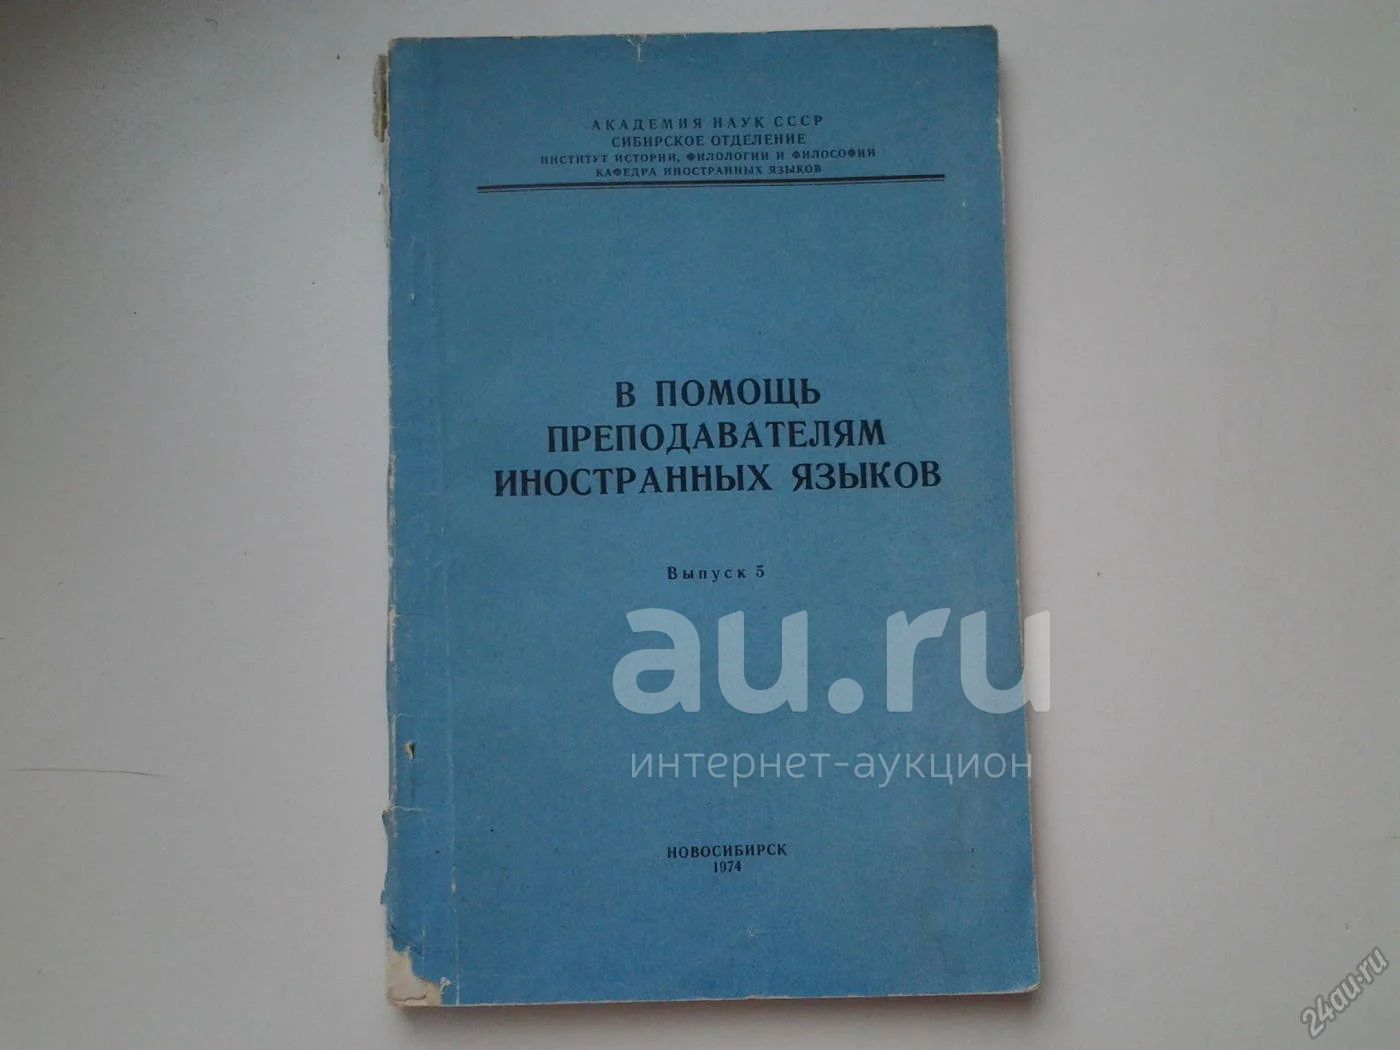 АКАДЕМИЯ НАУК СССР
СИБИРСКОЕ ОТДЕЛЕНИЕ
ИНСТИТУТ ИСТОРИИ, ФИЛОЛОГИИ И ФИЛОСОФИИ
КАФЕДРА ИНОСТРАННЫХ ЯЗЫКОВ
В ПОМОЩЬ
ПРЕПОДАВАТЕЛЯМ
ИНОСТРАННЫХ ЯЗЫКОВ
Выпуск 5
au.ru
интернет-аукцион
НОВОСИБИРСК
1974
24au.ru